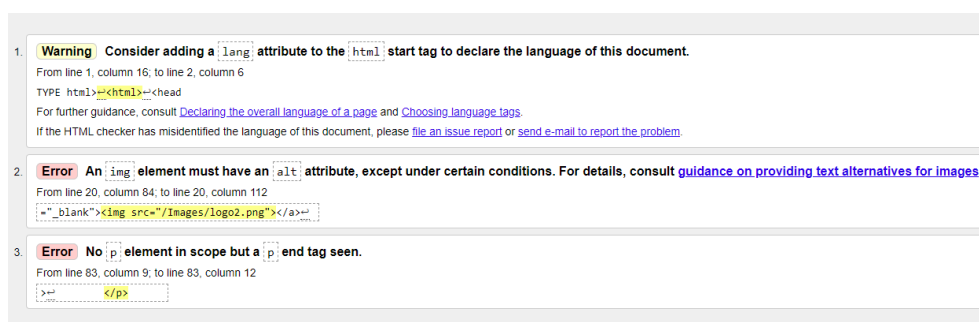 1. Warning Consider adding a lang attribute to the html start tag to declare the language of this document.
From line 1, column 16; to line 2, column 6
TYPE html>↩<html>↩<head
For further guidance, consult Declaring the overall language of a page and Choosing language tags.
If the HTML checker has misidentified the language of this document, please file an issue report or send e-mail to report the problem.
2. Error An img element must have an alt attribute, except under certain conditions. For details, consult guidance on providing text alternatives for images
From line 20, column 84; to line 20, column 112
="_blank"><img src="/Images/logo2.png"></a>↩
3. Error No p element in scope but a p end tag seen.
From line 83, column 9; to line 83, column 12
>↩ </p>